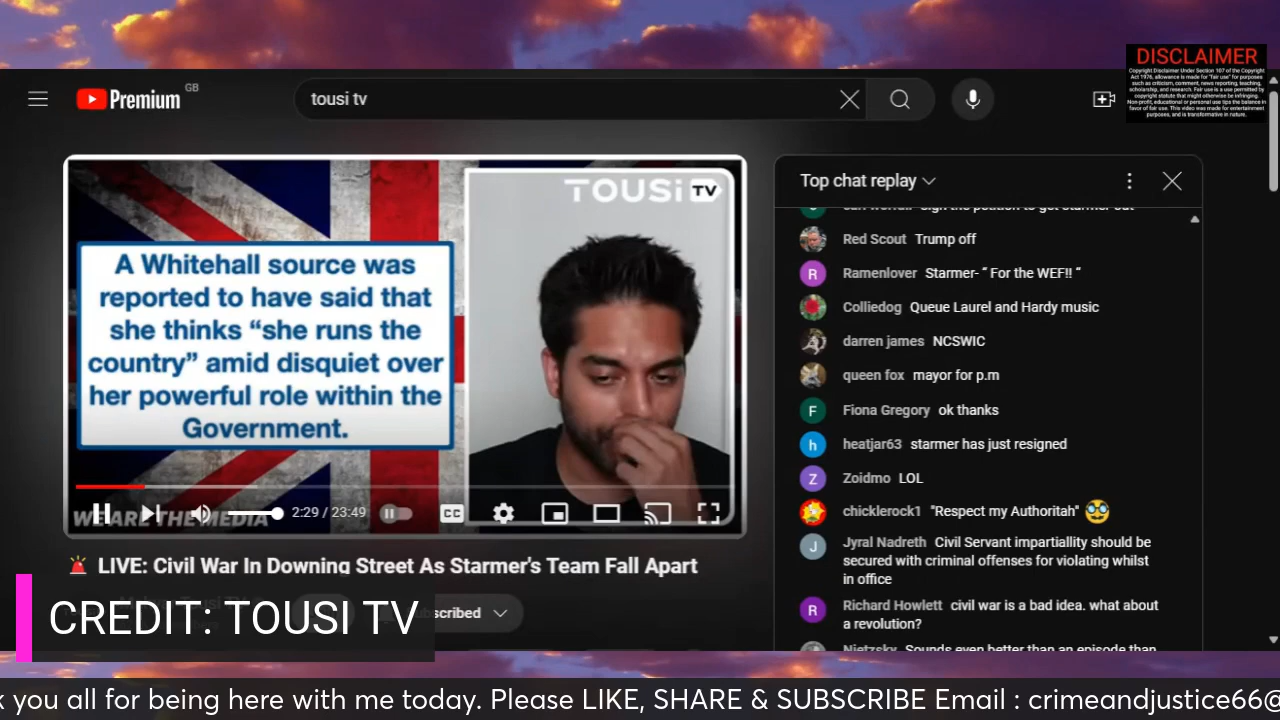 DISCLAIMER
Copyright Disclaimer Under Section 107 of the Copyright
Act 1976, allowance is made for "fair use" for purposes
such as criticism, comment, news reporting, teaching,
scholarship, and research. Fair use is a use permitted by
copyright statute that might otherwise be infringing.
Non-profit, educational or personal use tips the balance in
favor of fair use. This video was made for entertainment
purposes, and is transformative in nature.
Premium GB
tousi tv
TOUSi TV
A Whitehall source was
reported to have said that
she thinks “she runs the
country” amid disquiet over
her powerful role within the
Government.
WE ARE THE MEDIA
2:29 / 23:49
CC
LIVE: Civil War In Downing Street As Starmer's Team Fall Apart
scribed
CREDIT: TOUSI TV
Top chat replay
Red Scout Trump off
Ramenlover Starmer- “ For the WEF!! “
Colliedog Queue Laurel and Hardy music
darren james NCSWIC
queen fox mayor for p.m
F Fiona Gregory ok thanks
h heatjar63 starmer has just resigned
Z Zoidmo LOL
chicklerock1 "Respect my Authoritah"
J Jyral Nadreth Civil Servant impartiallity should be
secured with criminal offenses for violating whilst
in office
R Richard Howlett civil war is a bad idea. what about
a revolution?
Nietzsky Sounds even better than an episode than
k you all for being here with me today. Please LIKE, SHARE & SUBSCRIBE Email : crimeandjustice66@